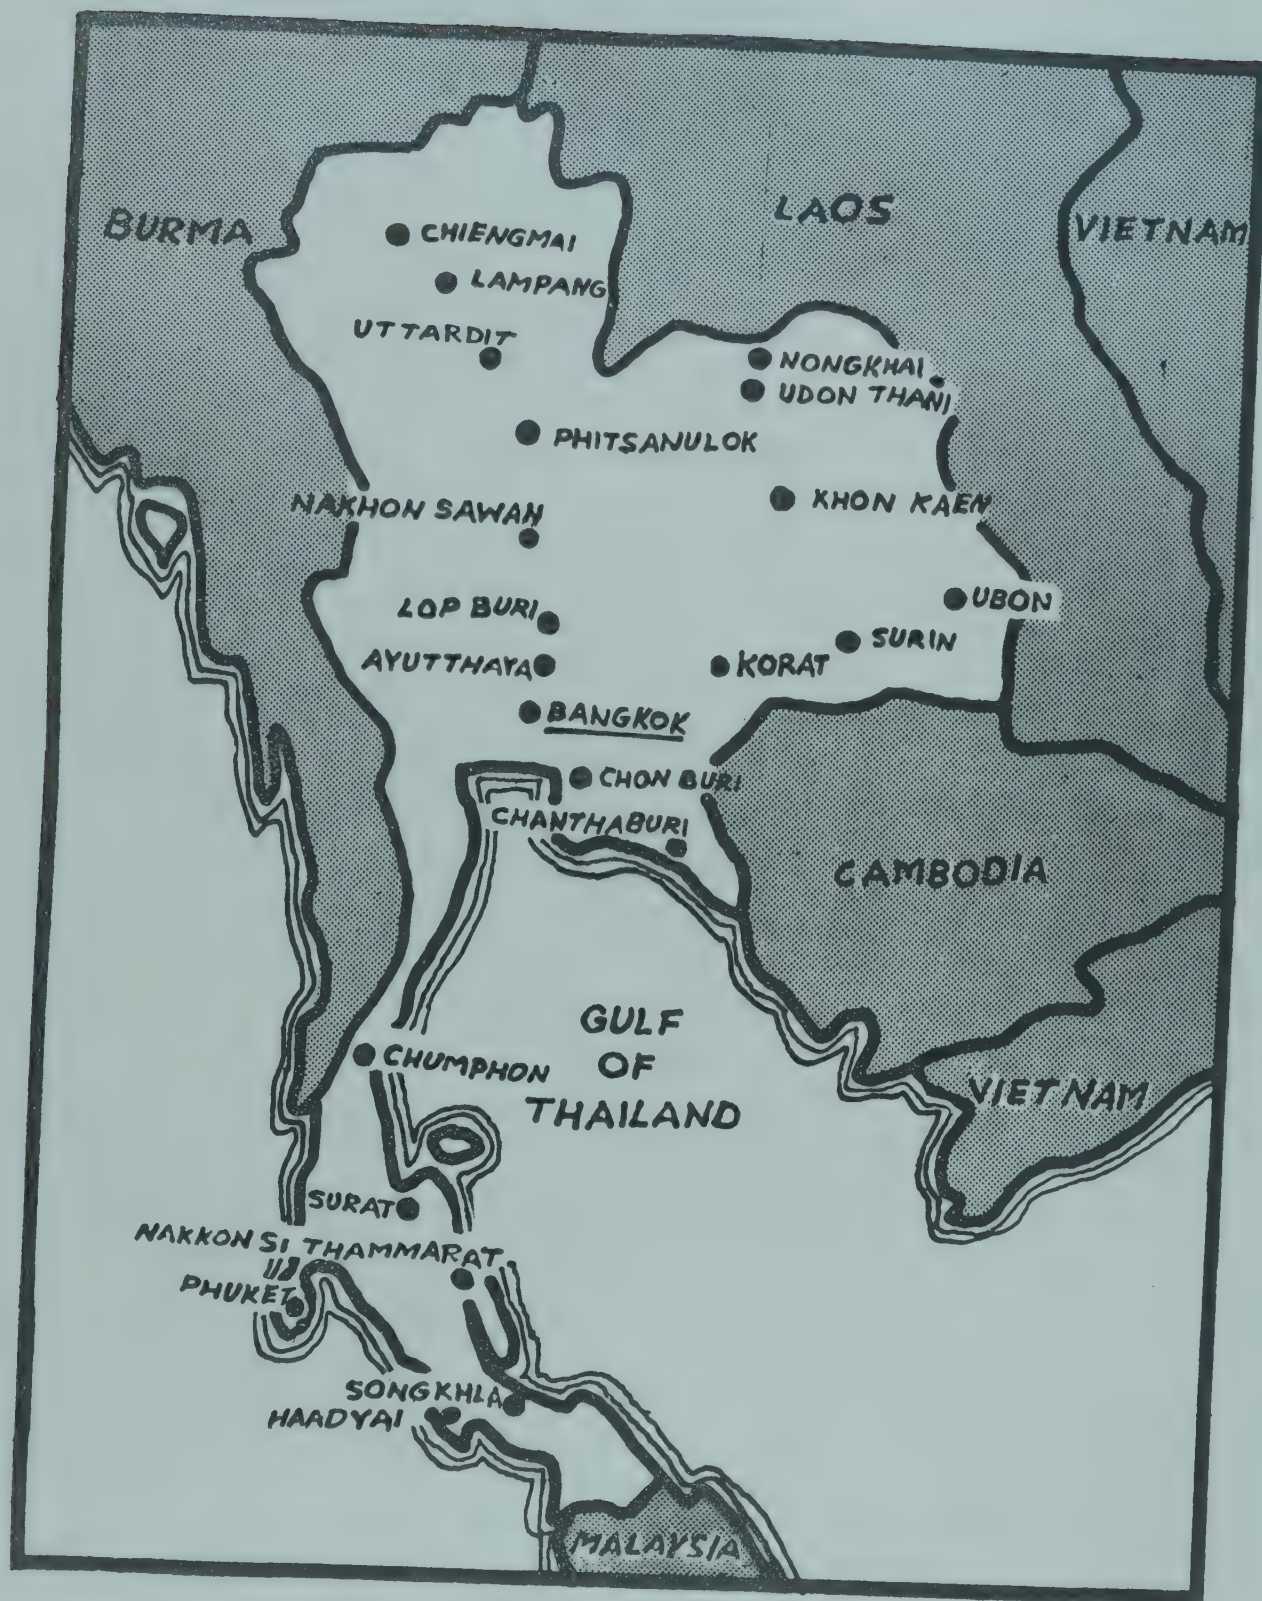 BURMA
LAOS
VIETNAM
CHIENGMAI
LAMPANG
UTTARDIT
NONGKHAI
UDON THANI
PHITSANULOK
NAKHON SAWAN
KHON KAEN
LOP BURI
UBON
SURIN
AYUTTHAYA
KORAT
BANGKOK
CHON BURI
CHANTHABURI
CAMBODIA
GULF
OF
THAILAND
CHUMPHON
VIETNAM
SURAT
NAKKON SI THAMMARAT
PHUKET
SONGKHLA
HAADYAI
MALAYSIA